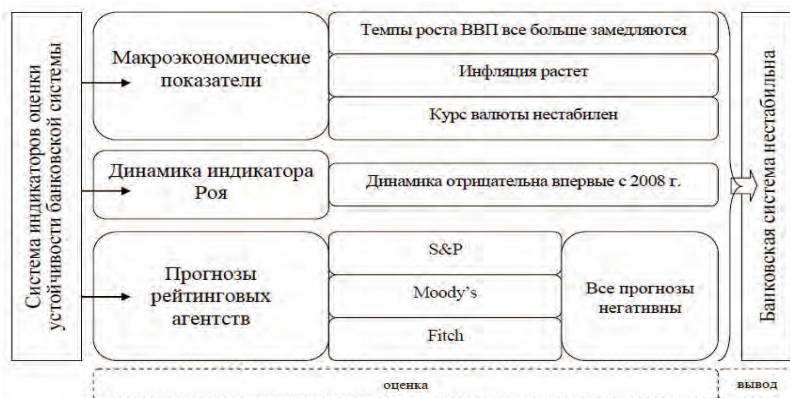 Система индикаторов оценки
устойчивости банковской системы
Макроэкономические
показатели
Темпы роста ВВП все больше замедляются
Инфляция растет
Курс валюты нестабилен
Динамика индикатора
Роя
Динамика отрицательна впервые с 2008 г.
Прогнозы
рейтинговых
агентств
S&P
Moody’s
Fitch
Все прогнозы
негативны
Банковская система нестабильна
оценка
вывод